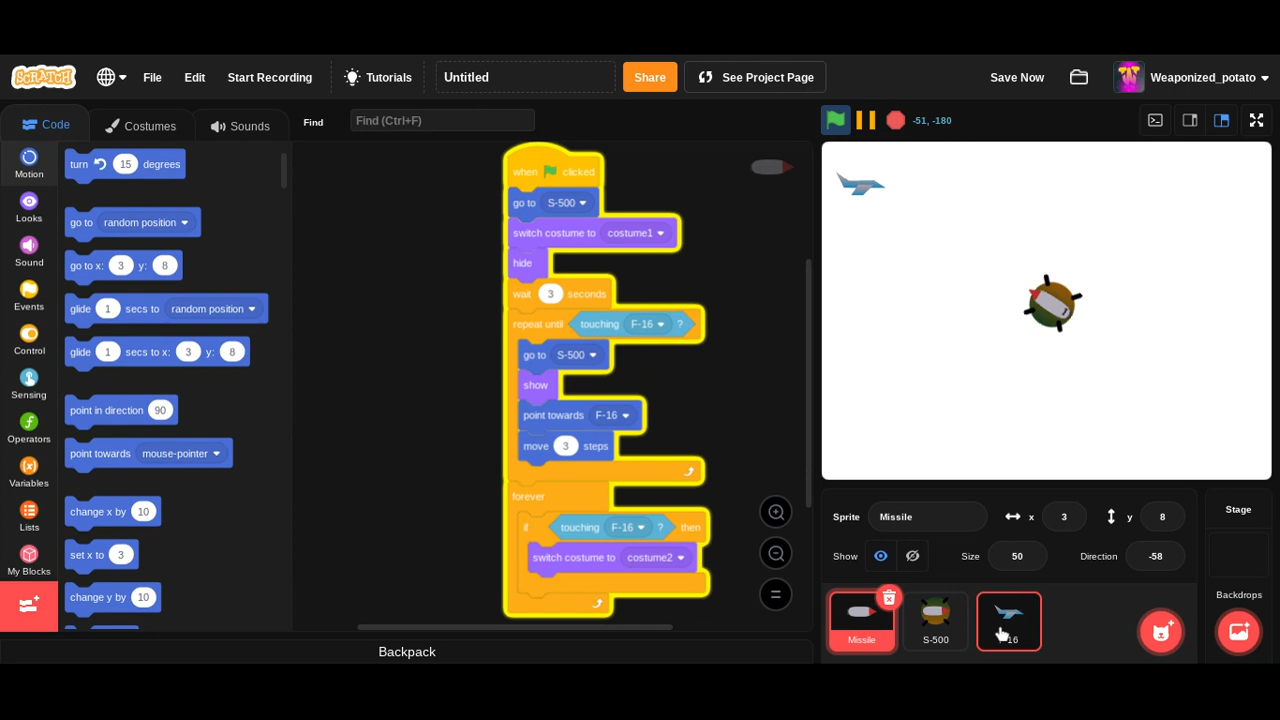 SCRATCH File Edit Start Recording Tutorials Untitled Share See Project Page Save Now Weaponized_potato
Code Costumes Sounds Find Find (Ctrl+F) -51, -180
Motion
Looks
Sound
Events
Control
Sensing
Operators
Variables
Lists
My Blocks
turn 15 degrees
go to random position
go to x: 3 y: 8
glide 1 secs to random position
glide 1 secs to x: 3 y: 8
point in direction 90
point towards mouse-pointer
change x by 10
set x to 3
change y by 10
when clicked
go to S-500
switch costume to costume1
hide
wait 3 seconds
repeat until touching F-16 ?
go to S-500
show
point towards F-16
move 3 steps
forever
if touching F-16 ? then
switch costume to costume2
Backpack
Sprite Missile x 3 y 8
Show Size 50 Direction -58
Missile S-500 F-16
Stage
Backdrops